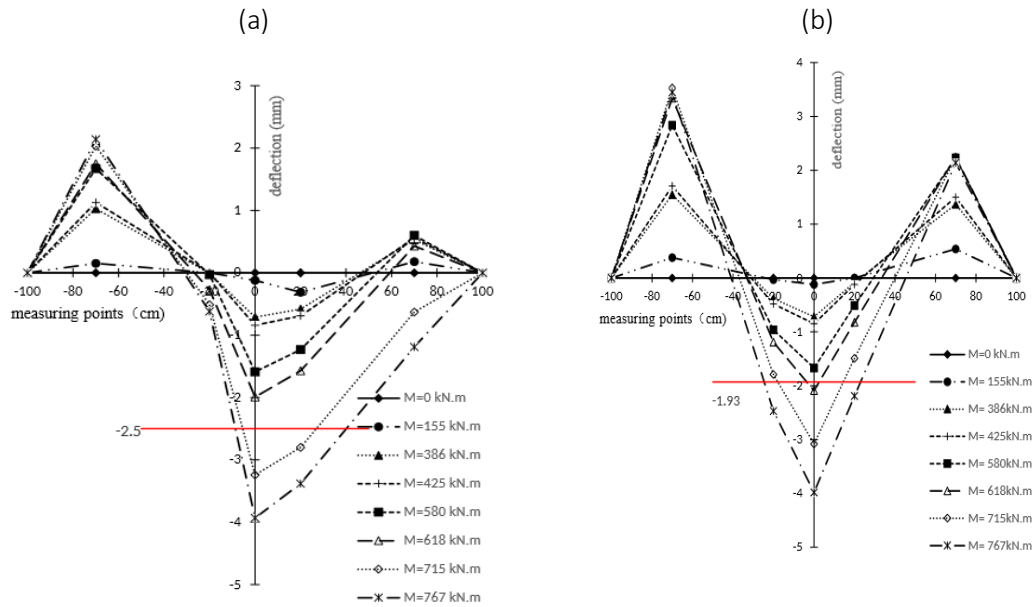 (a)
(b)
3
2
1
0
-1
-2
-3
-4
-5
deflection (mm)
-100 -80 -60 -40 -20 0 20 40 60 80 100
measuring points（cm）
-2.5
M=0 kN.m
M=155 kN.m
M=386 kN.m
M=425 kN.m
M=580 kN.m
M=618 kN.m
M=715 kN.m
M=767 kN.m
4
3
2
1
0
-1
-2
-3
-4
-5
deflection (mm)
-100 -80 -60 -40 -20 0 20 40 60 80 100
measuring points (cm)
-1.93
M=0 kN.m
M= 155kN.m
M= 386kN.m
M= 425kN.m
M= 580kN.m
M= 618kN.m
M= 715kN.m
M= 767kN.m